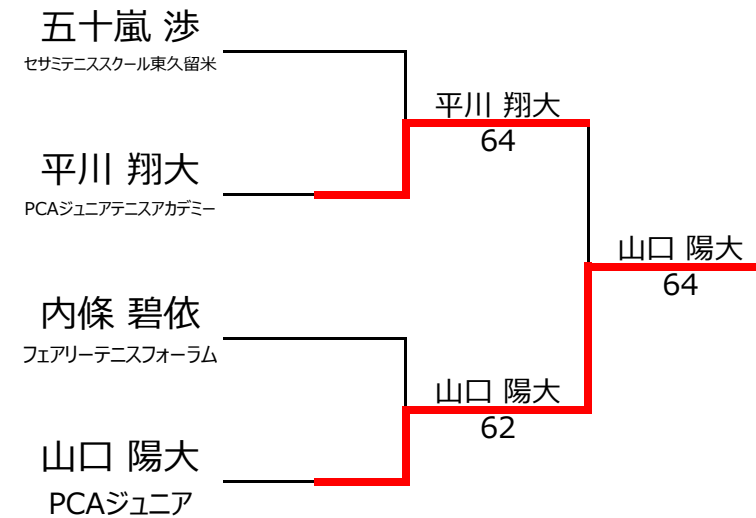 五十嵐 渉
セサミテニススクール東久留米
平川 翔大
64
平川 翔大
PCAジュニアテニスアカデミー
山口 陽大
64
内條 碧依
フェアリーテニスフォーラム
山口 陽大
62
山口 陽大
PCAジュニア